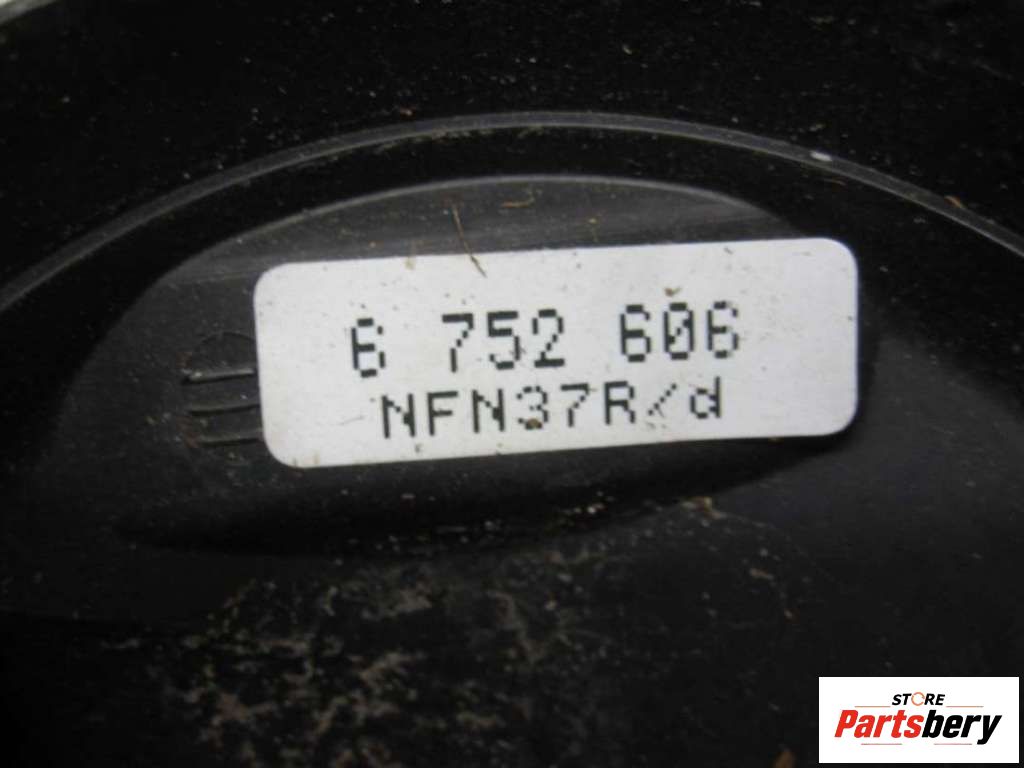 6 752 606
NFN37R/d
STORE
Partsbery